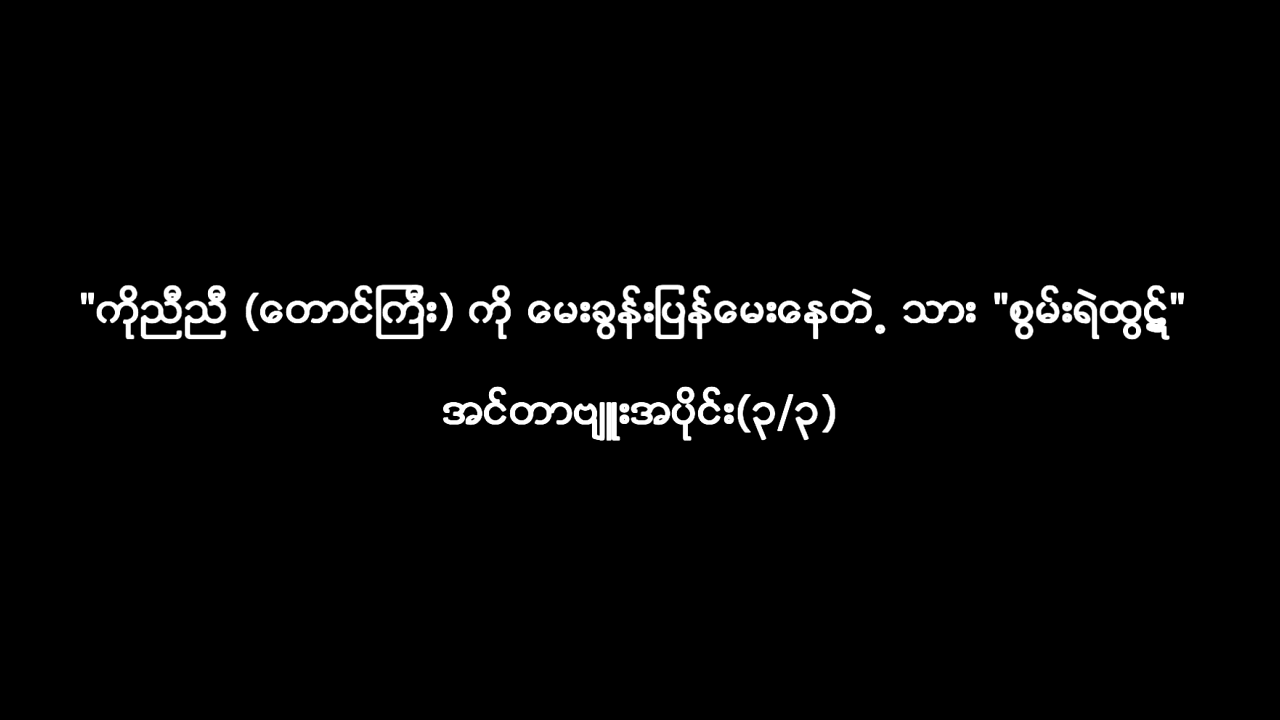 "ကိုညီညီ (တောင်ကြီး) ကို မေးခွန်းပြန်မေးနေတဲ့ သား "စွမ်းရဲထွဋ်"
အင်တာဗျူးအပိုင်း(၃/၃)